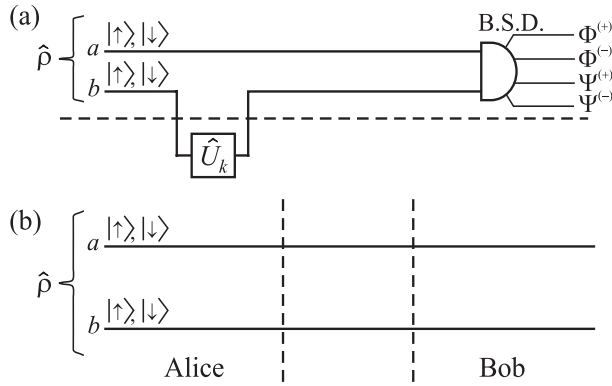 (a)
B.S.D.
ρ̂
a |↑⟩, |↓⟩
b |↑⟩, |↓⟩
Φ⁽⁺⁾
Φ⁽⁻⁾
Ψ⁽⁺⁾
Ψ⁽⁻⁾
Û_k
(b)
ρ̂
a |↑⟩, |↓⟩
b |↑⟩, |↓⟩
Alice Bob